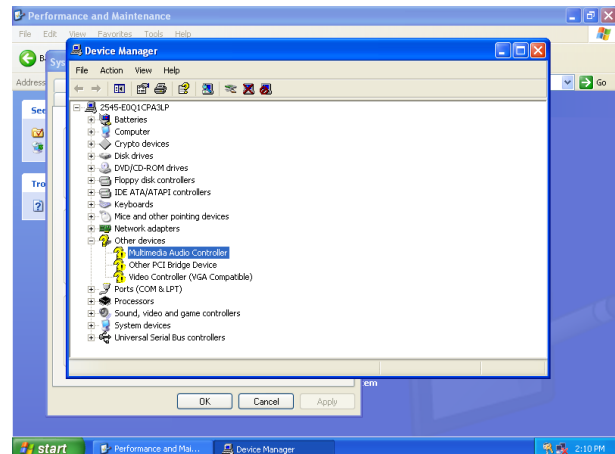 Performance and Maintenance
File Edit View Favorites Tools Help
Address
Go
Device Manager
File Action View Help
2545-E0Q1CPA3LP
Batteries
Computer
Crypto devices
Disk drives
DVD/CD-ROM drives
Floppy disk controllers
IDE ATA/ATAPI controllers
Keyboards
Mice and other pointing devices
Network adapters
Other devices
Multimedia Audio Controller
Other PCI Bridge Device
Video Controller (VGA Compatible)
Ports (COM & LPT)
Processors
Sound, video and game controllers
System devices
Universal Serial Bus controllers
Sys
See
Tro
em
OK Cancel Apply
start
Performance and Mai...
Device Manager
2:10 PM